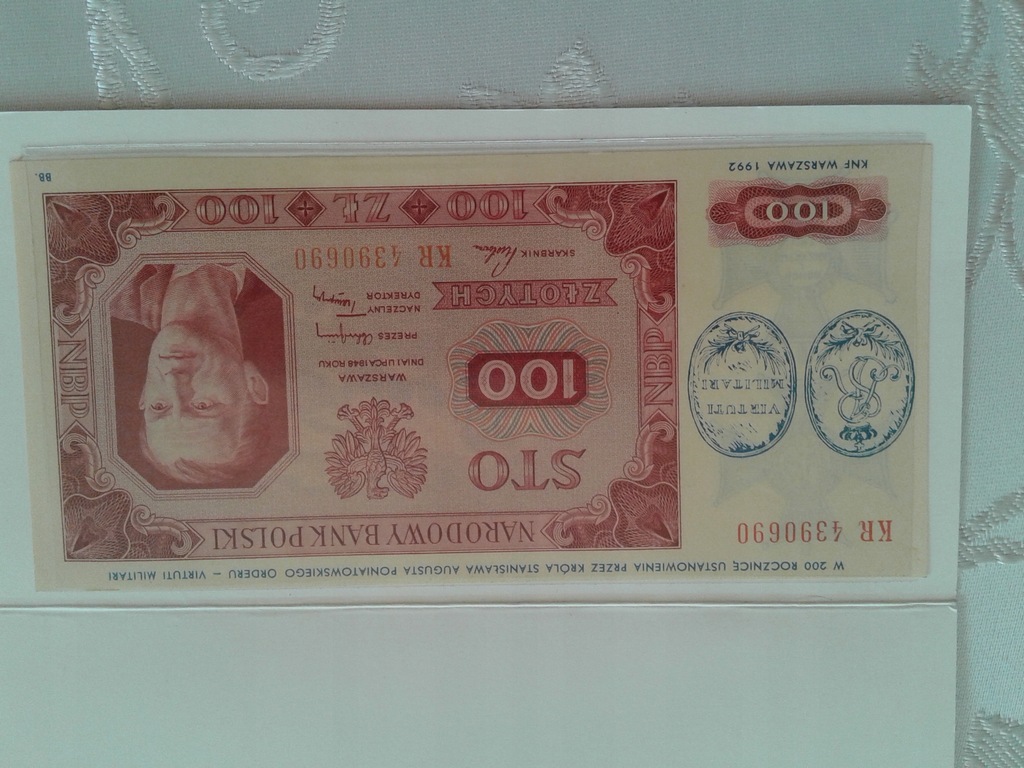 W 200 ROCZNICĘ USTANOWIENIA PRZEZ KRÓLA STANISŁAWA AUGUSTA PONIATOWSKIEGO ORDERU – VIRTUTI MILITARI
KR 4390690
NARODOWY BANK POLSKI
STO
100
ZŁOTYCH
WARSZAWA
DNIA 1 LIPCA 1948 ROKU
PREZES
NACZELNY
DYREKTOR
SKARBNIK
KR 4390690
NBP
NBP
100 ZŁ 100
VIRTUTI
MILITARI
100
KNF WARSZAWA 1992
BB.